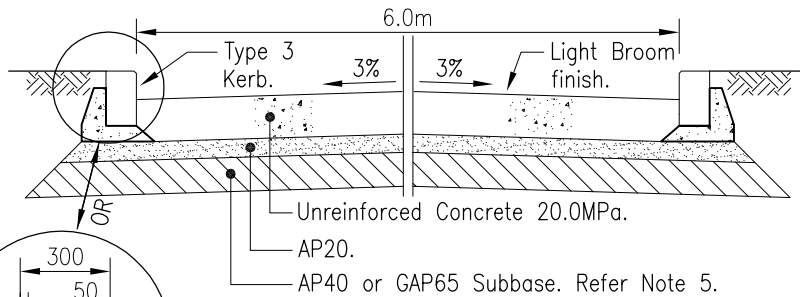 6.0m
Type 3
Kerb.
3%
3%
Light Broom
finish.
OR
Unreinforced Concrete 20.0MPa.
AP20.
AP40 or GAP65 Subbase. Refer Note 5.
300
50